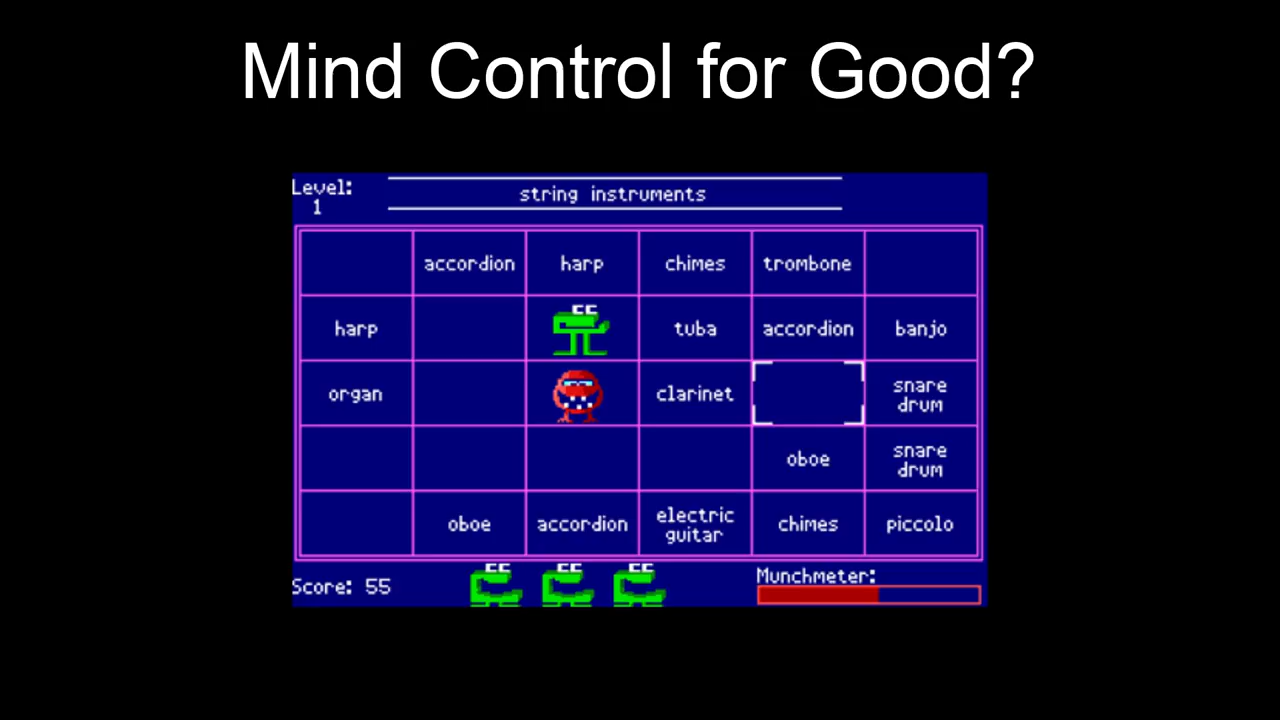 Mind Control for Good?
Level:
1
string instruments
accordion harp chimes trombone
harp tuba accordion banjo
organ clarinet snare drum
oboe snare drum
oboe accordion electric guitar chimes piccolo
Score: 55
Munchmeter: